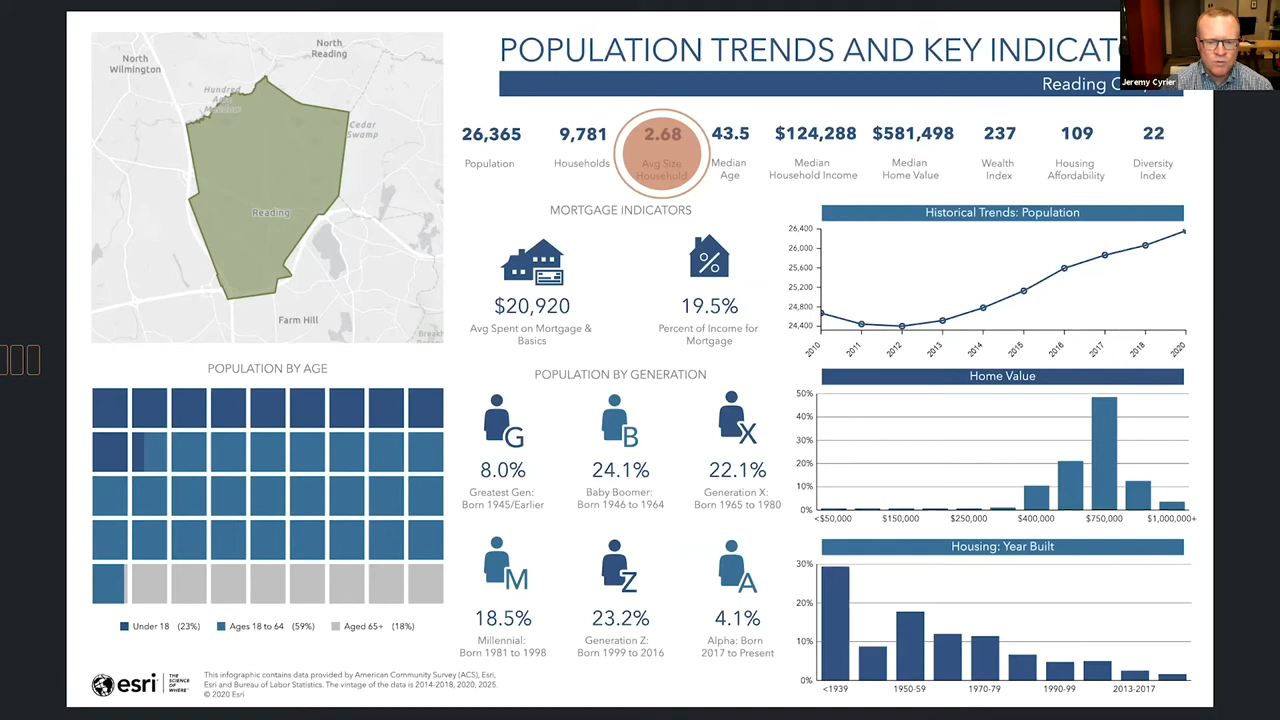 POPULATION TRENDS AND KEY INDICAT
Reading C
Jeremy Cyrier
North
Wilmington
North
Reading
Hundred
Acre
Meadow
Cedar
Swamp
Reading
Farm Hill
26,365
Population
9,781
Households
2.68
Avg Size
Household
43.5
Median
Age
$124,288
Median
Household Income
$581,498
Median
Home Value
237
Wealth
Index
109
Housing
Affordability
22
Diversity
Index
MORTGAGE INDICATORS
%
$20,920
Avg Spent on Mortgage &
Basics
19.5%
Percent of Income for
Mortgage
Historical Trends: Population
26,400
26,000
25,600
25,200
24,800
24,400
2010
2011
2012
2013
2014
2015
2016
2017
2018
2020
POPULATION BY AGE
Under 18 (23%)
Ages 18 to 64 (59%)
Aged 65+ (18%)
POPULATION BY GENERATION
G
8.0%
Greatest Gen:
Born 1945/Earlier
B
24.1%
Baby Boomer:
Born 1946 to 1964
X
22.1%
Generation X:
Born 1965 to 1980
M
18.5%
Millennial:
Born 1981 to 1998
Z
23.2%
Generation Z:
Born 1999 to 2016
A
4.1%
Alpha: Born
2017 to Present
Home Value
50%
40%
30%
20%
10%
0%
<$50,000
$150,000
$250,000
$400,000
$750,000
$1,000,000+
Housing: Year Built
30%
20%
10%
0%
<1939
1950-59
1970-79
1990-99
2013-2017
esri
THE
SCIENCE
OF
WHERE
This infographic contains data provided by American Community Survey (ACS), Esri,
Esri and Bureau of Labor Statistics. The vintage of the data is 2014-2018, 2020, 2025.
© 2020 Esri